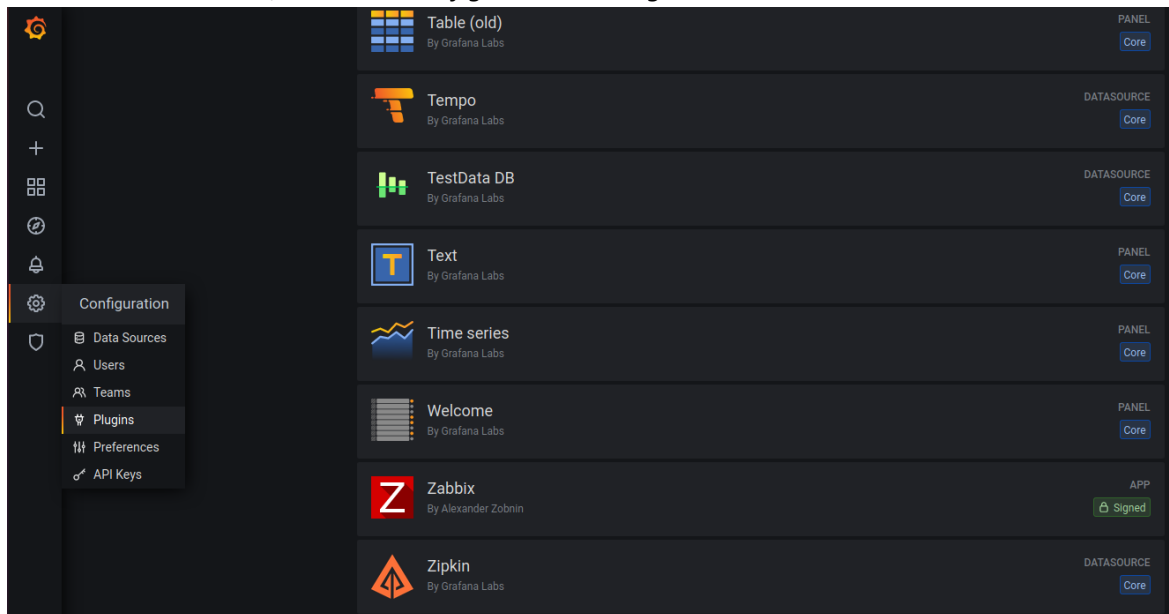 Table (old)
By Grafana Labs
PANEL
Core
Tempo
By Grafana Labs
DATASOURCE
Core
TestData DB
By Grafana Labs
DATASOURCE
Core
T
Text
By Grafana Labs
PANEL
Core
Configuration
Data Sources
Users
Teams
Plugins
Preferences
API Keys
Time series
By Grafana Labs
PANEL
Core
Welcome
By Grafana Labs
PANEL
Core
Z
Zabbix
By Alexander Zobnin
APP
Signed
Zipkin
By Grafana Labs
DATASOURCE
Core